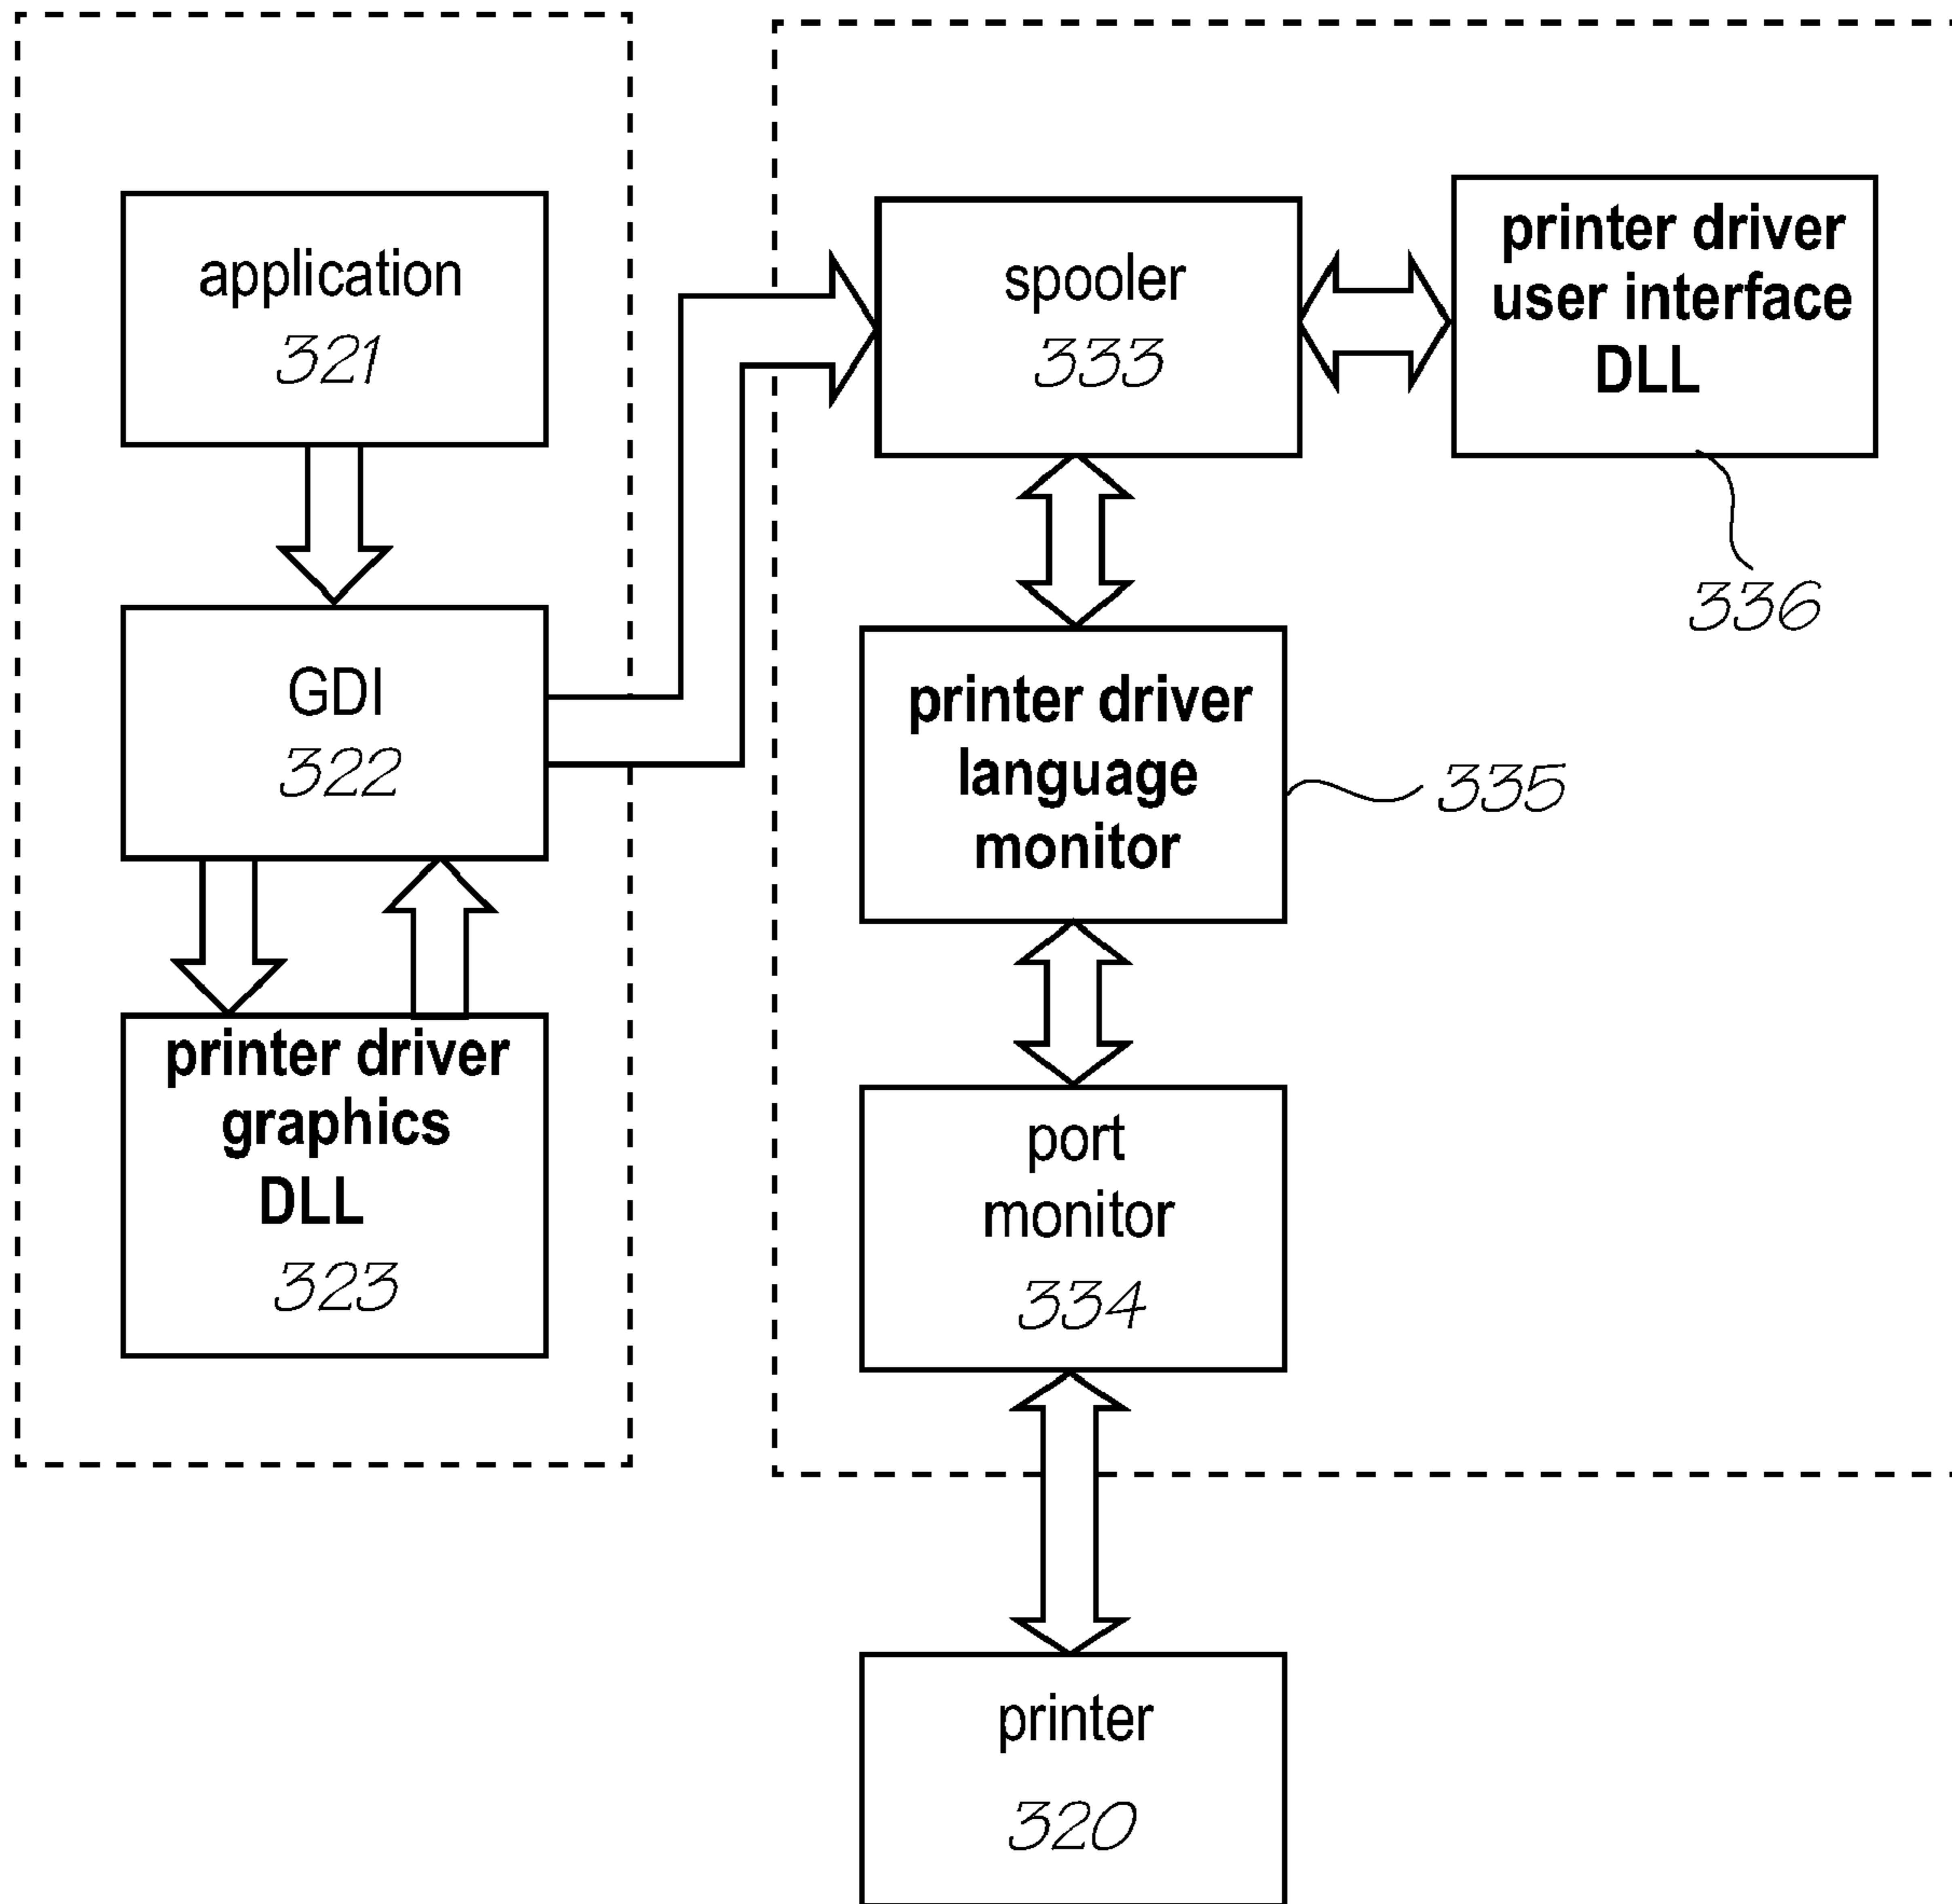 application
321
GDI
322
printer driver
graphics
DLL
323
spooler
333
printer driver
user interface
DLL
336
printer driver
language
monitor
335
port
monitor
334
printer
320